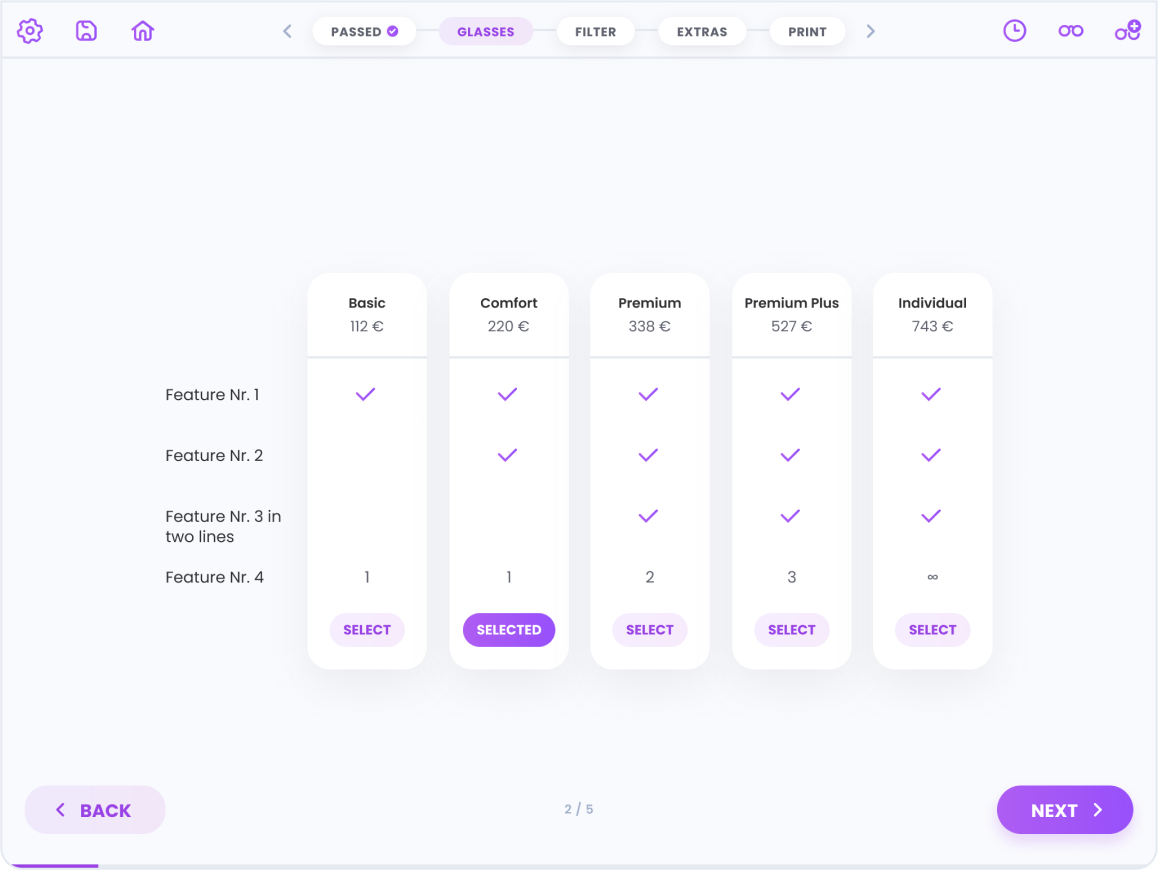 PASSED
GLASSES
FILTER
EXTRAS
PRINT
Basic
112 €
Comfort
220 €
Premium
338 €
Premium Plus
527 €
Individual
743 €
Feature Nr. 1
Feature Nr. 2
Feature Nr. 3 in
two lines
Feature Nr. 4
1
1
2
3
∞
SELECT
SELECTED
SELECT
SELECT
SELECT
BACK
2 / 5
NEXT